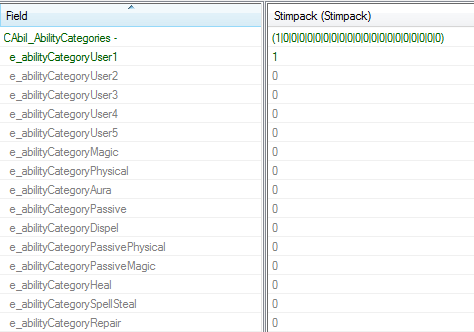 Field Stimpack (Stimpack)
CAbil_AbilityCategories - (1|0|0|0|0|0|0|0|0|0|0|0|0|0|0|0|0|0|0|0|0)
e_abilityCategoryUser1 1
e_abilityCategoryUser2 0
e_abilityCategoryUser3 0
e_abilityCategoryUser4 0
e_abilityCategoryUser5 0
e_abilityCategoryMagic 0
e_abilityCategoryPhysical 0
e_abilityCategoryAura 0
e_abilityCategoryPassive 0
e_abilityCategoryDispel 0
e_abilityCategoryPassivePhysical 0
e_abilityCategoryPassiveMagic 0
e_abilityCategoryHeal 0
e_abilityCategorySpellSteal 0
e_abilityCategoryRepair 0